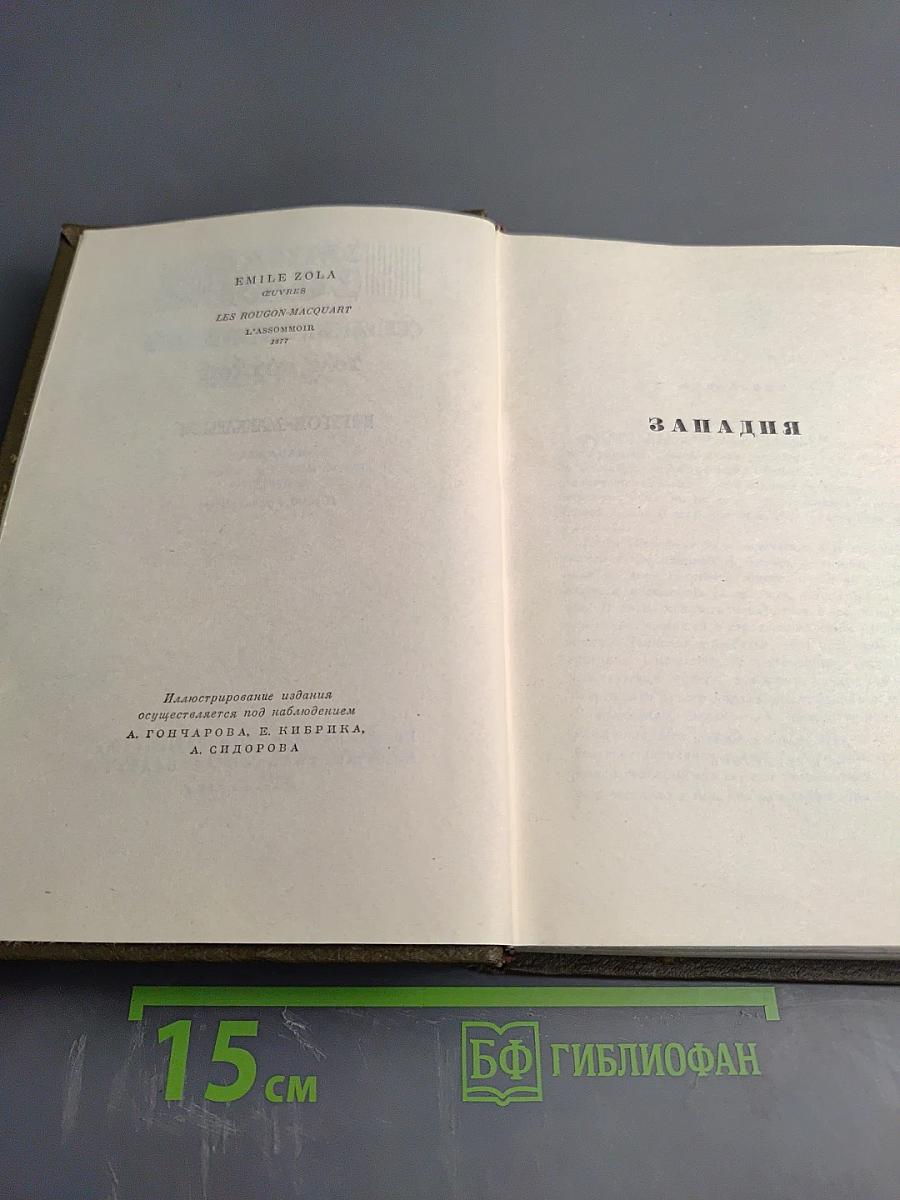 EMILE ZOLA
ŒUVRES
LES ROUGON-MACQUART
L'ASSOMMOIR
1877
Иллюстрирование издания
осуществляется под наблюдением
А. ГОНЧАРОВА, Е. КИБРИКА,
А. СИДОРОВА
ЗАПАДНЯ
15 см
БФ ГИБЛИОФАН